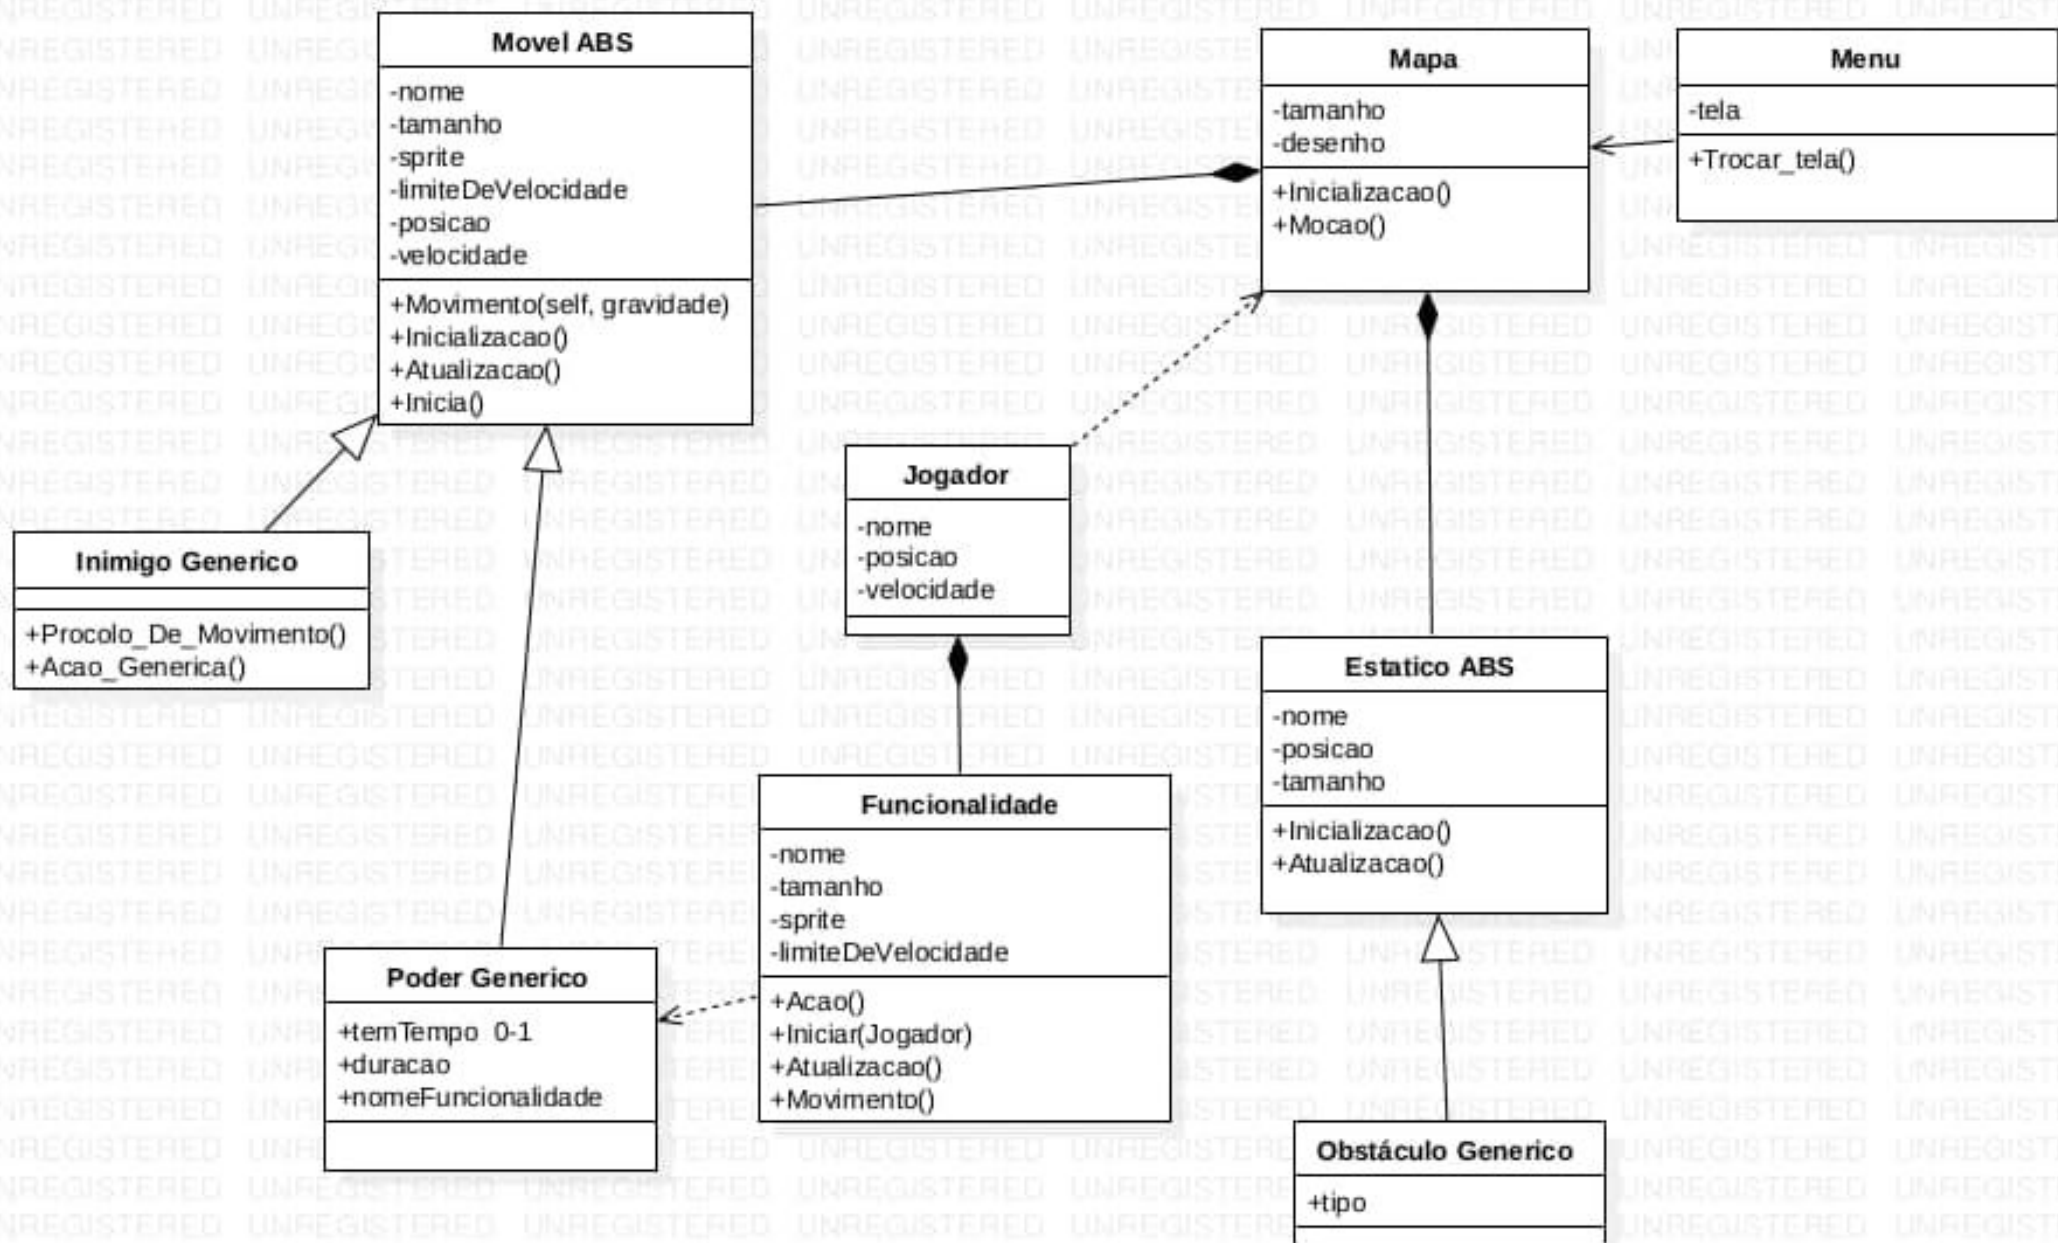 Movel ABS
-nome
-tamanho
-sprite
-limiteDeVelocidade
-posicao
-velocidade
+Movimento(self, gravidade)
+Inicializacao()
+Atualizacao()
+Inicia()
Mapa
-tamanho
-desenho
+Inicializacao()
+Mocao()
Menu
-tela
+Trocar_tela()
Jogador
-nome
-posicao
-velocidade
Inimigo Generico
+Procolo_De_Movimento()
+Acao_Generica()
Estatico ABS
-nome
-posicao
-tamanho
+Inicializacao()
+Atualizacao()
Funcionalidade
-nome
-tamanho
-sprite
-limiteDeVelocidade
+Acao()
+Iniciar(Jogador)
+Atualizacao()
+Movimento()
Poder Generico
+temTempo 0-1
+duracao
+nomeFuncionalidade
Obstáculo Generico
+tipo
UNREGISTERED